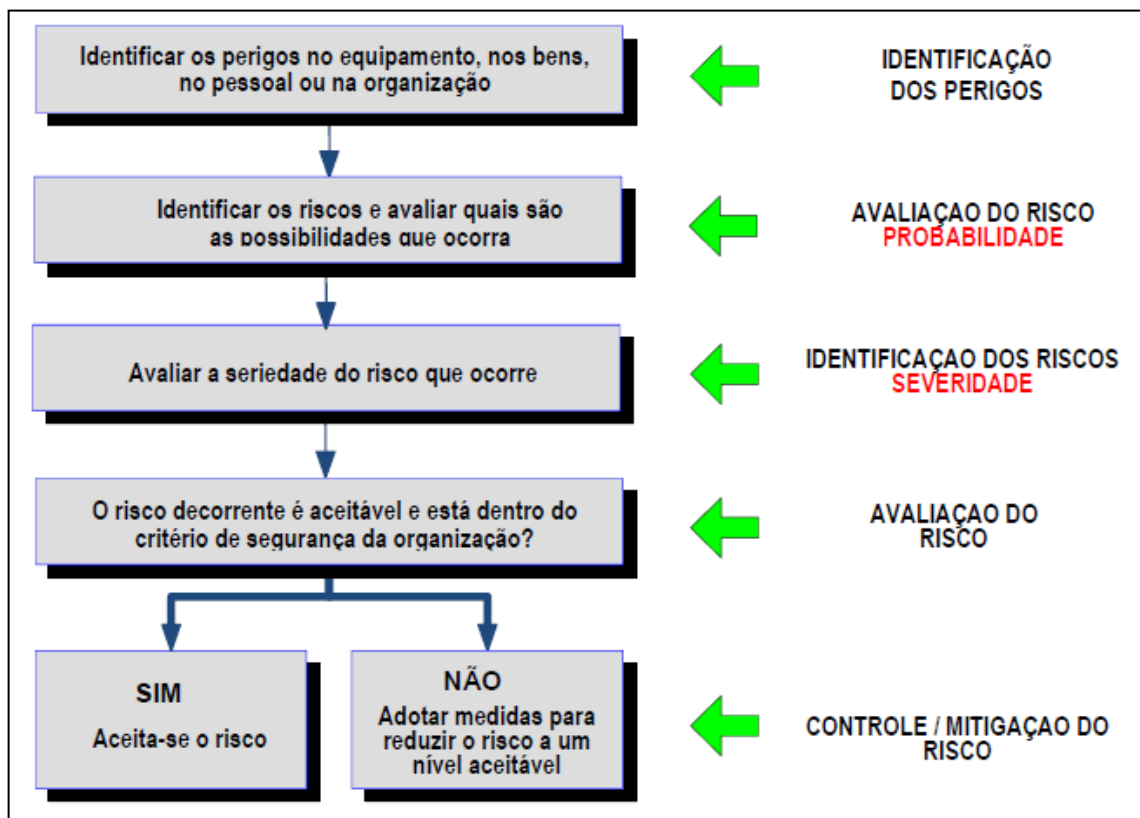 Identificar os perigos no equipamento, nos bens,
no pessoal ou na organização
IDENTIFICAÇÃO
DOS PERIGOS
Identificar os riscos e avaliar quais são
as possibilidades que ocorra
AVALIAÇAO DO RISCO
PROBABILIDADE
Avaliar a seriedade do risco que ocorre
IDENTIFICAÇAO DOS RISCOS
SEVERIDADE
O risco decorrente é aceitável e está dentro do
critério de segurança da organização?
AVALIAÇAO DO
RISCO
SIM
Aceita-se o risco
NÃO
Adotar medidas para
reduzir o risco a um
nível aceitável
CONTROLE / MITIGAÇAO DO
RISCO